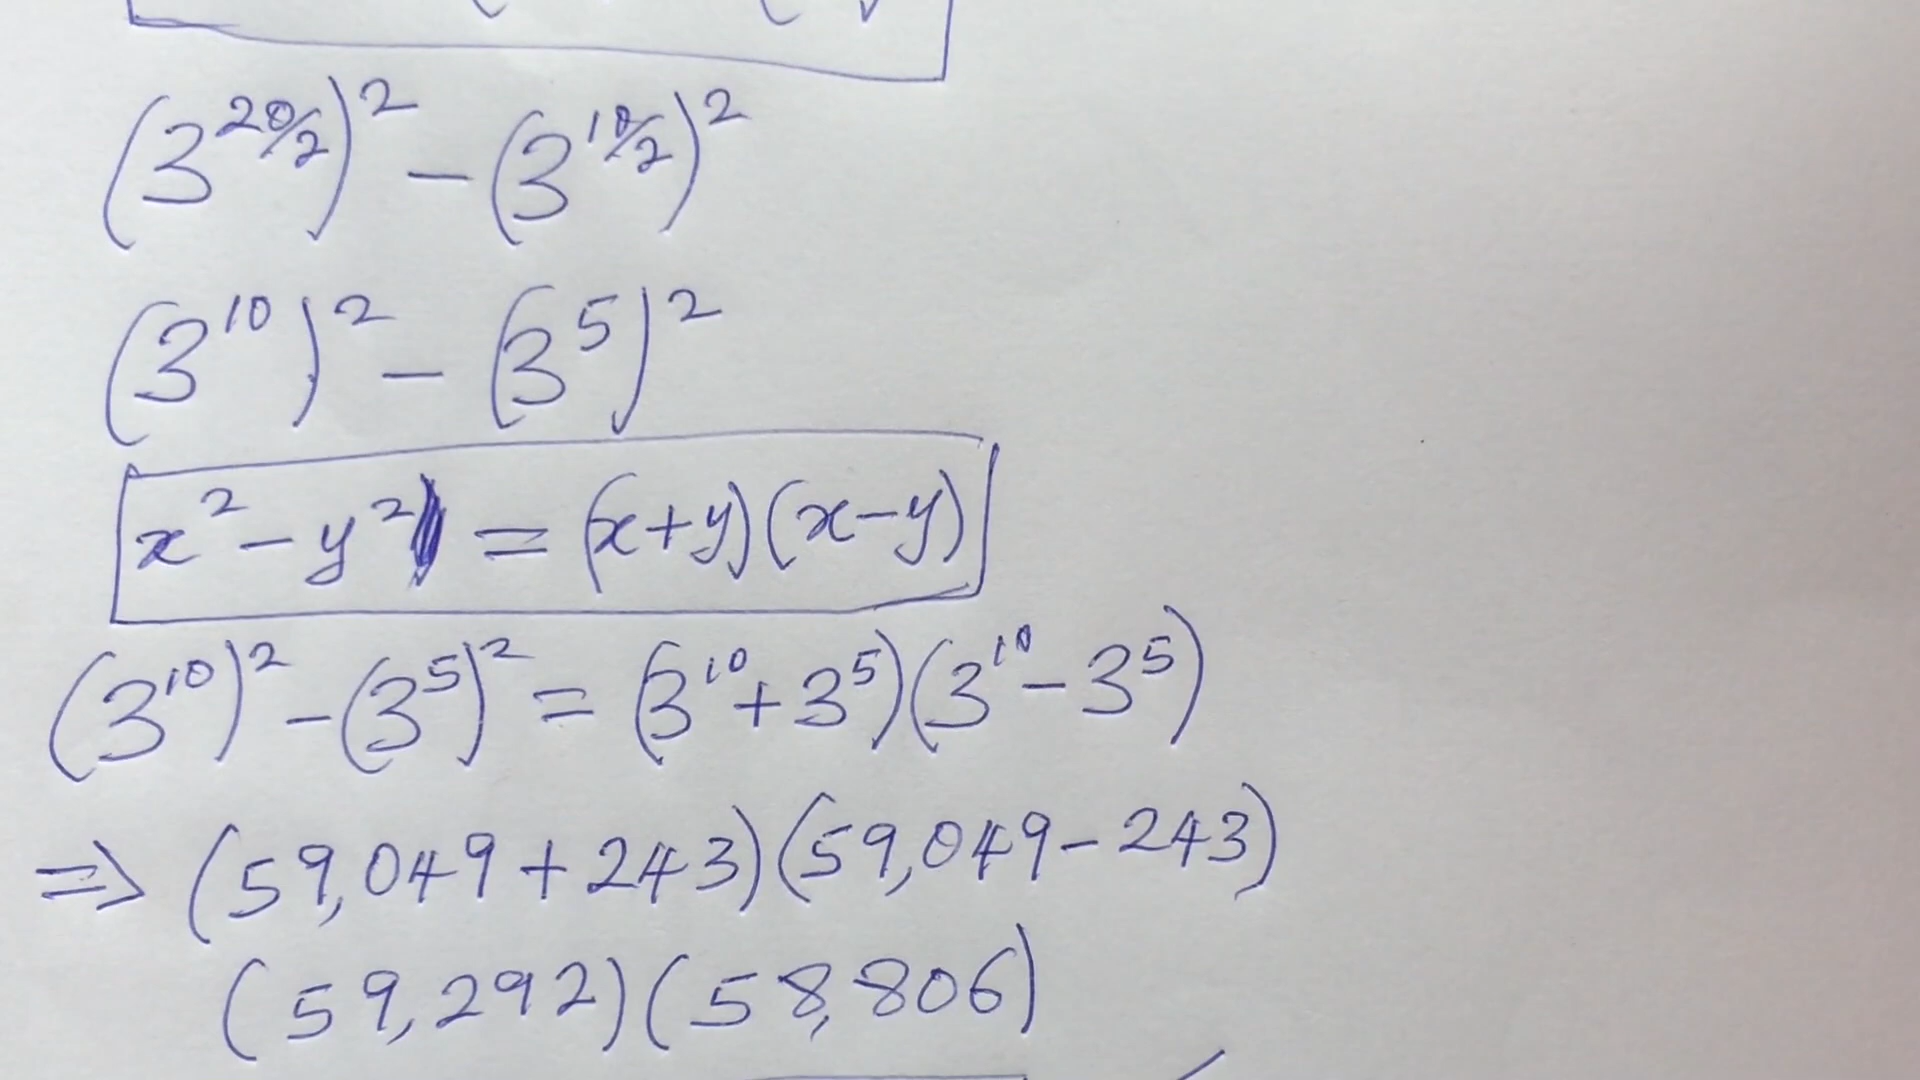 (3^20/2)^2 - (3^10/2)^2
(3^10)^2 - (3^5)^2
x^2 - y^2 = (x+y)(x-y)
(3^10)^2 - (3^5)^2 = (3^10 + 3^5)(3^10 - 3^5)
⇒ (59,049 + 243)(59,049 - 243)
(59,292)(58,806)